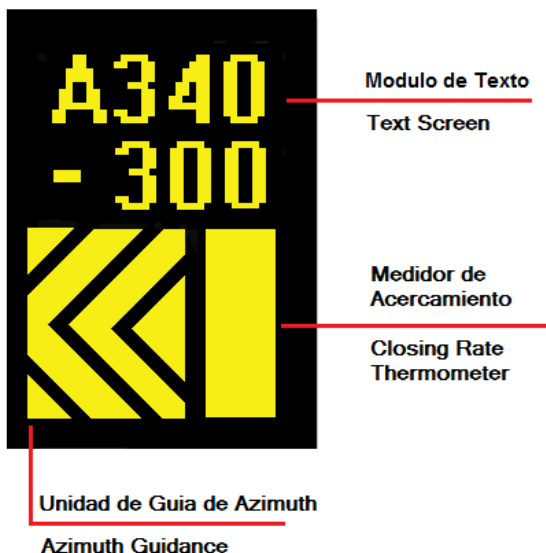 A340
- 300
Modulo de Texto
Text Screen
Medidor de
Acercamiento
Closing Rate
Thermometer
Unidad de Guia de Azimuth
Azimuth Guidance